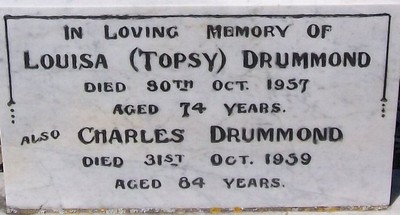 IN LOVING MEMORY OF
LOUISA (TOPSY) DRUMMOND
DIED 30TH OCT. 1957
AGED 74 YEARS.
ALSO CHARLES DRUMMOND
DIED 31ST OCT. 1959
AGED 84 YEARS.